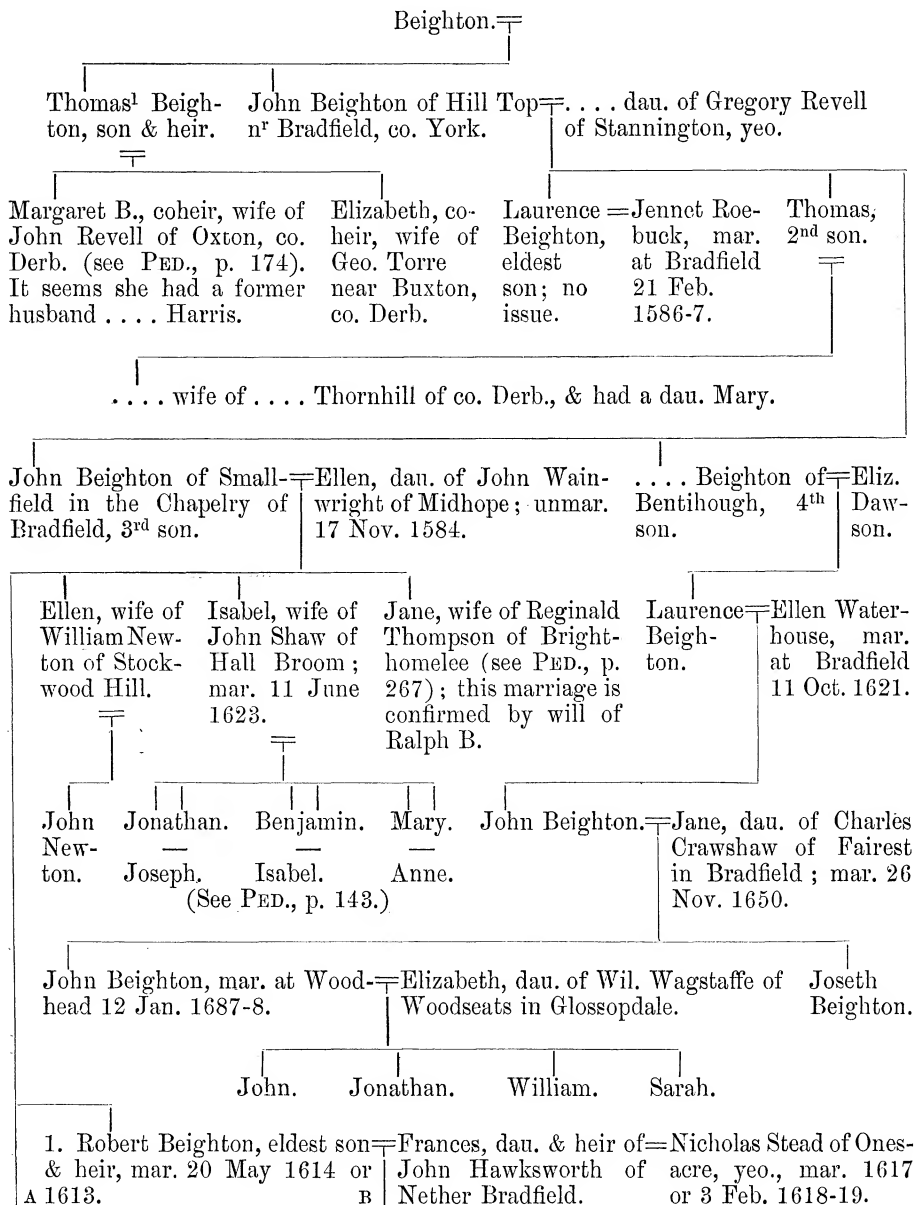 Beighton.
Thomas¹ Beigh-
ton, son & heir.
John Beighton of Hill Top=. . . . dau. of Gregory Revell
nʳ Bradfield, co. York.
of Stannington, yeo.
Margaret B., coheir, wife of
John Revell of Oxton, co.
Derb. (see PED., p. 174).
It seems she had a former
husband . . . . Harris.
Elizabeth, co-
heir, wife of
Geo. Torre
near Buxton,
co. Derb.
Laurence
Beighton,
eldest
son; no
issue.
=Jennet Roe-
buck, mar.
at Bradfield
21 Feb.
1586-7.
Thomas,
2ⁿᵈ son.
. . . . wife of . . . . Thornhill of co. Derb., & had a dau. Mary.
John Beighton of Small-
field in the Chapelry of
Bradfield, 3ʳᵈ son.
=Ellen, dau. of John Wain-
wright of Midhope; unmar.
17 Nov. 1584.
. . . . Beighton of
Bentihough, 4ᵗʰ
son.
=Eliz.
Daw-
son.
Ellen, wife of
William New-
ton of Stock-
wood Hill.
Isabel, wife of
John Shaw of
Hall Broom;
mar. 11 June
1623.
Jane, wife of Reginald
Thompson of Bright-
homelee (see PED., p.
267); this marriage is
confirmed by will of
Ralph B.
Laurence
Beigh-
ton.
=Ellen Water-
house, mar.
at Bradfield
11 Oct. 1621.
John
New-
ton.
Jonathan.
—
Joseph.
Benjamin.
—
Isabel.
Mary.
—
Anne.
(See PED., p. 143.)
John Beighton.
=Jane, dau. of Charles
Crawshaw of Fairest
in Bradfield; mar. 26
Nov. 1650.
John Beighton, mar. at Wood-
head 12 Jan. 1687-8.
=Elizabeth, dau. of Wil. Wagstaffe of
Woodseats in Glossopdale.
Joseth
Beighton.
John. Jonathan. William. Sarah.
1. Robert Beighton, eldest son
& heir, mar. 20 May 1614 or
A 1613.
B
=Frances, dau. & heir of
John Hawksworth of
Nether Bradfield.
=Nicholas Stead of Ones-
acre, yeo., mar. 1617
or 3 Feb. 1618-19.